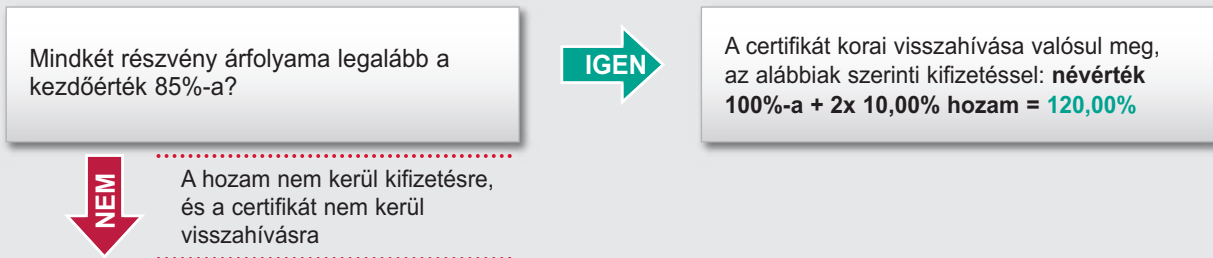 Mindkét részvény árfolyama legalább a
kezdőérték 85%-a?
IGEN
A certifikát korai visszahívása valósul meg,
az alábbiak szerinti kifizetéssel: névérték
100%-a + 2x 10,00% hozam = 120,00%
NEM
A hozam nem kerül kifizetésre,
és a certifikát nem kerül
visszahívásra